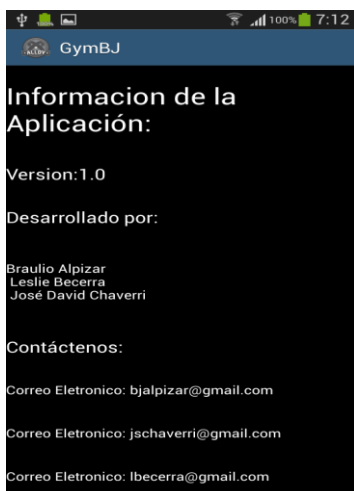 100% 7:12
ALLOY
GymBJ
Informacion de la
Aplicación:
Version:1.0
Desarrollado por:
Braulio Alpizar
Leslie Becerra
José David Chaverri
Contáctenos:
Correo Eletronico: bjalpizar@gmail.com
Correo Eletronico: jschaverri@gmail.com
Correo Eletronico: lbecerra@gmail.com